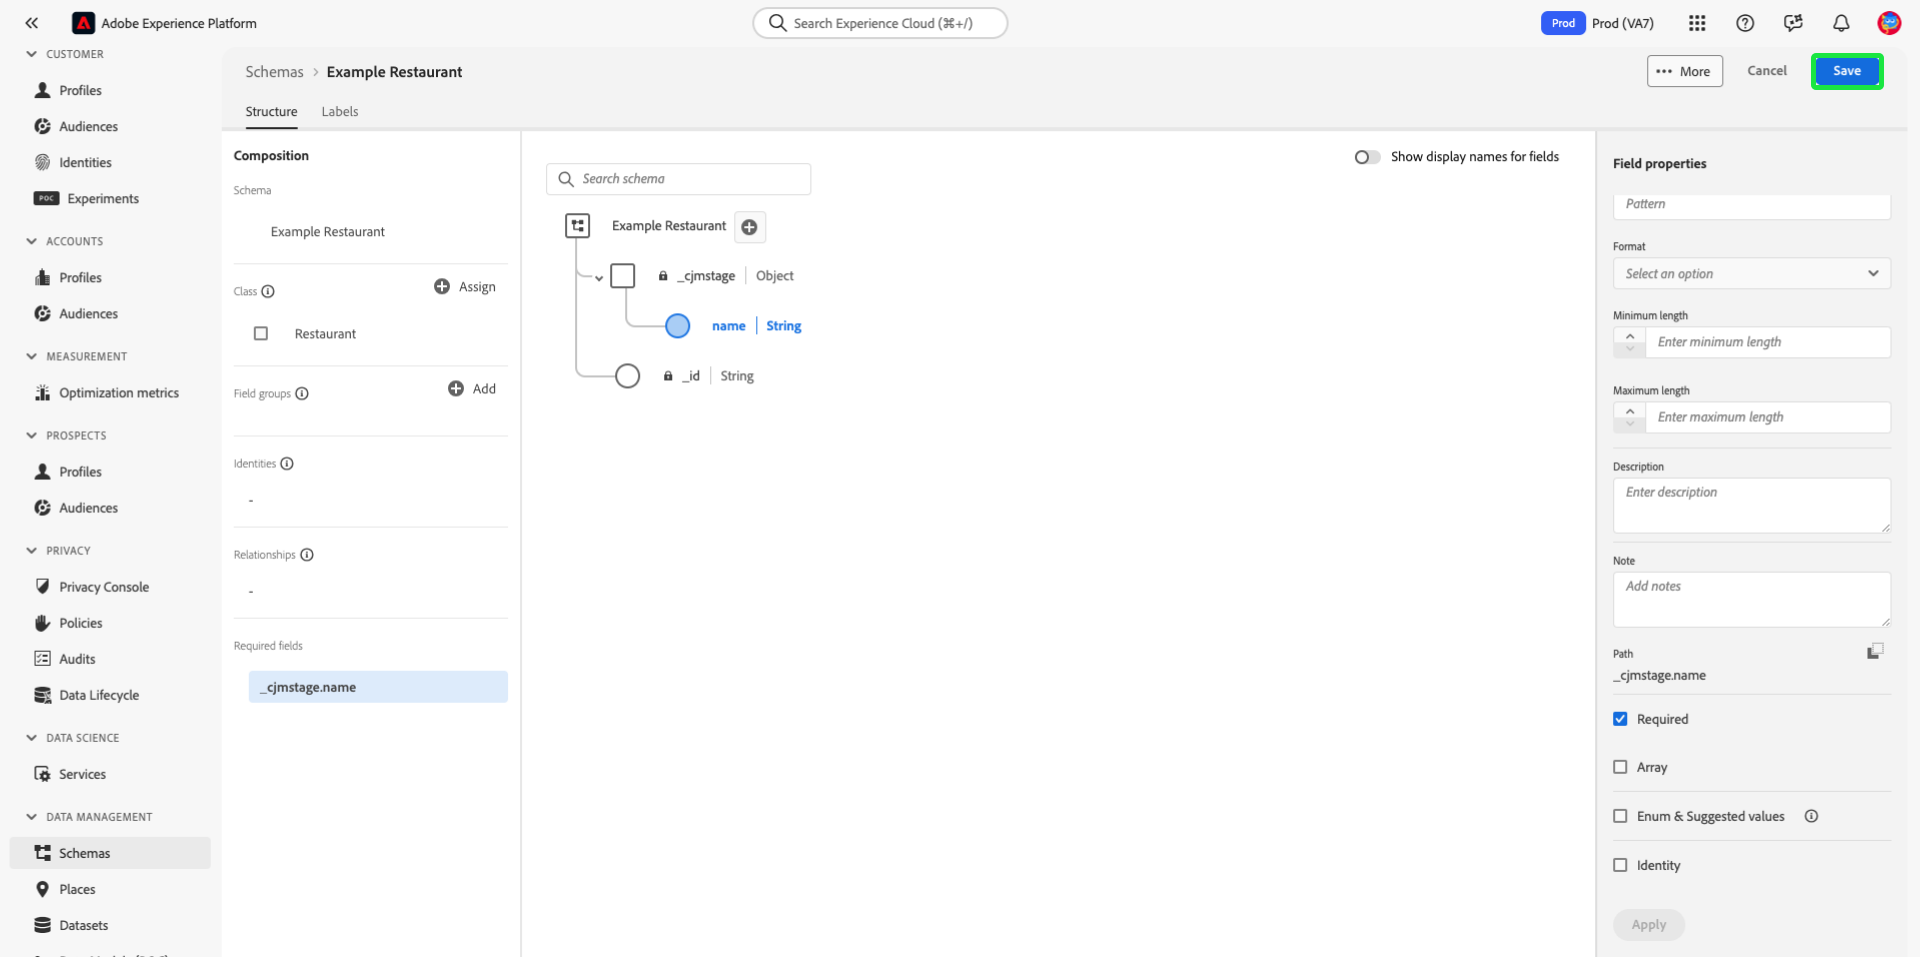 Adobe Experience Platform
Search Experience Cloud (⌘+/)
Prod
Prod (VA7)
CUSTOMER
Profiles
Audiences
Identities
POC
Experiments
ACCOUNTS
Profiles
Audiences
MEASUREMENT
Optimization metrics
PROSPECTS
Profiles
Audiences
PRIVACY
Privacy Console
Policies
Audits
Data Lifecycle
DATA SCIENCE
Services
DATA MANAGEMENT
Schemas
Places
Datasets
Schemas > Example Restaurant
More
Cancel
Save
Structure
Labels
Composition
Schema
Example Restaurant
Class
Assign
Restaurant
Field groups
Add
Identities
-
Relationships
-
Required fields
_cjmstage.name
Search schema
Show display names for fields
Example Restaurant
_cjmstage | Object
name | String
_id | String
Field properties
Pattern
Format
Select an option
Minimum length
Enter minimum length
Maximum length
Enter maximum length
Description
Enter description
Note
Add notes
Path
_cjmstage.name
Required
Array
Enum & Suggested values
Identity
Apply